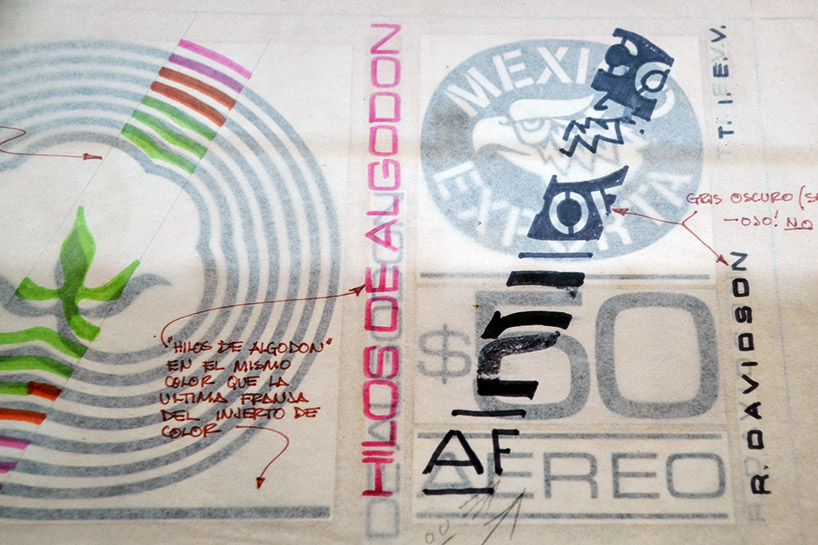 "HILOS DE ALGODON"
EN EL MISMO
COLOR QUE LA
ULTIMA FRANJA
DEL INJERTO DE
COLOR
HILOS DE ALGODON
MEXICO
EXPORTA
$50
AEREO
AF
T. I. E. V.
GRIS OSCURO
-OJO! NO
R. DAVIDSON